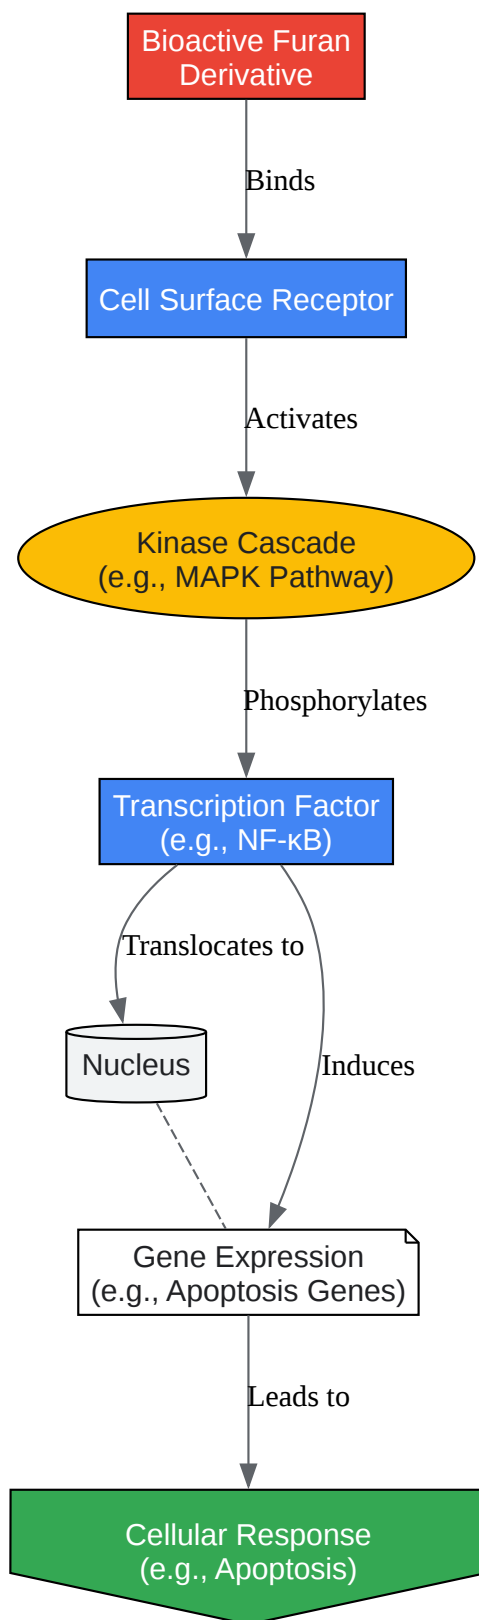 Bioactive Furan
Derivative
Binds
Cell Surface Receptor
Activates
Kinase Cascade
(e.g., MAPK Pathway)
Phosphorylates
Transcription Factor
(e.g., NF-κB)
Translocates to
Nucleus
Induces
Gene Expression
(e.g., Apoptosis Genes)
Leads to
Cellular Response
(e.g., Apoptosis)